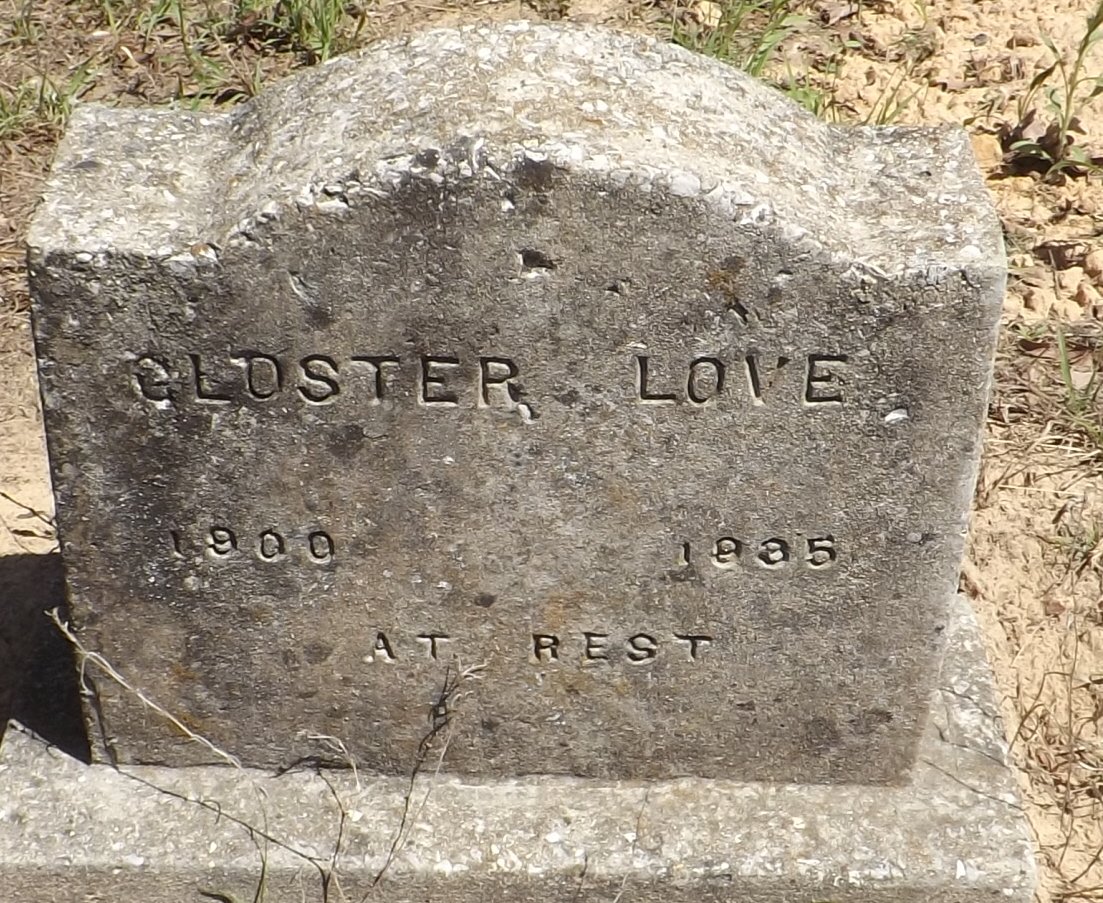 GLOSTER LOVE
1900 1935
AT REST